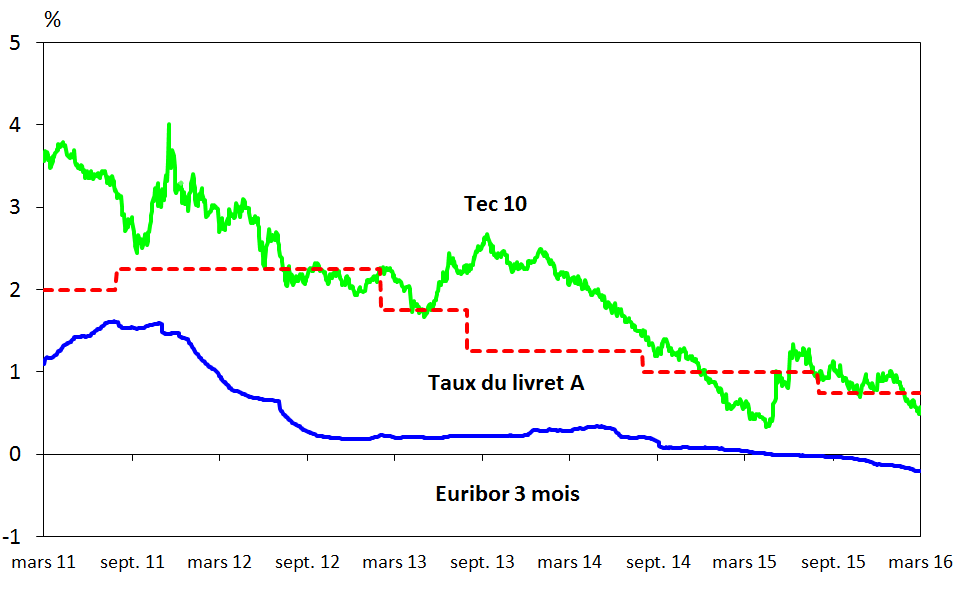 %
5
4
3
2
1
0
-1
Tec 10
Taux du livret A
Euribor 3 mois
mars 11 sept. 11 mars 12 sept. 12 mars 13 sept. 13 mars 14 sept. 14 mars 15 sept. 15 mars 16